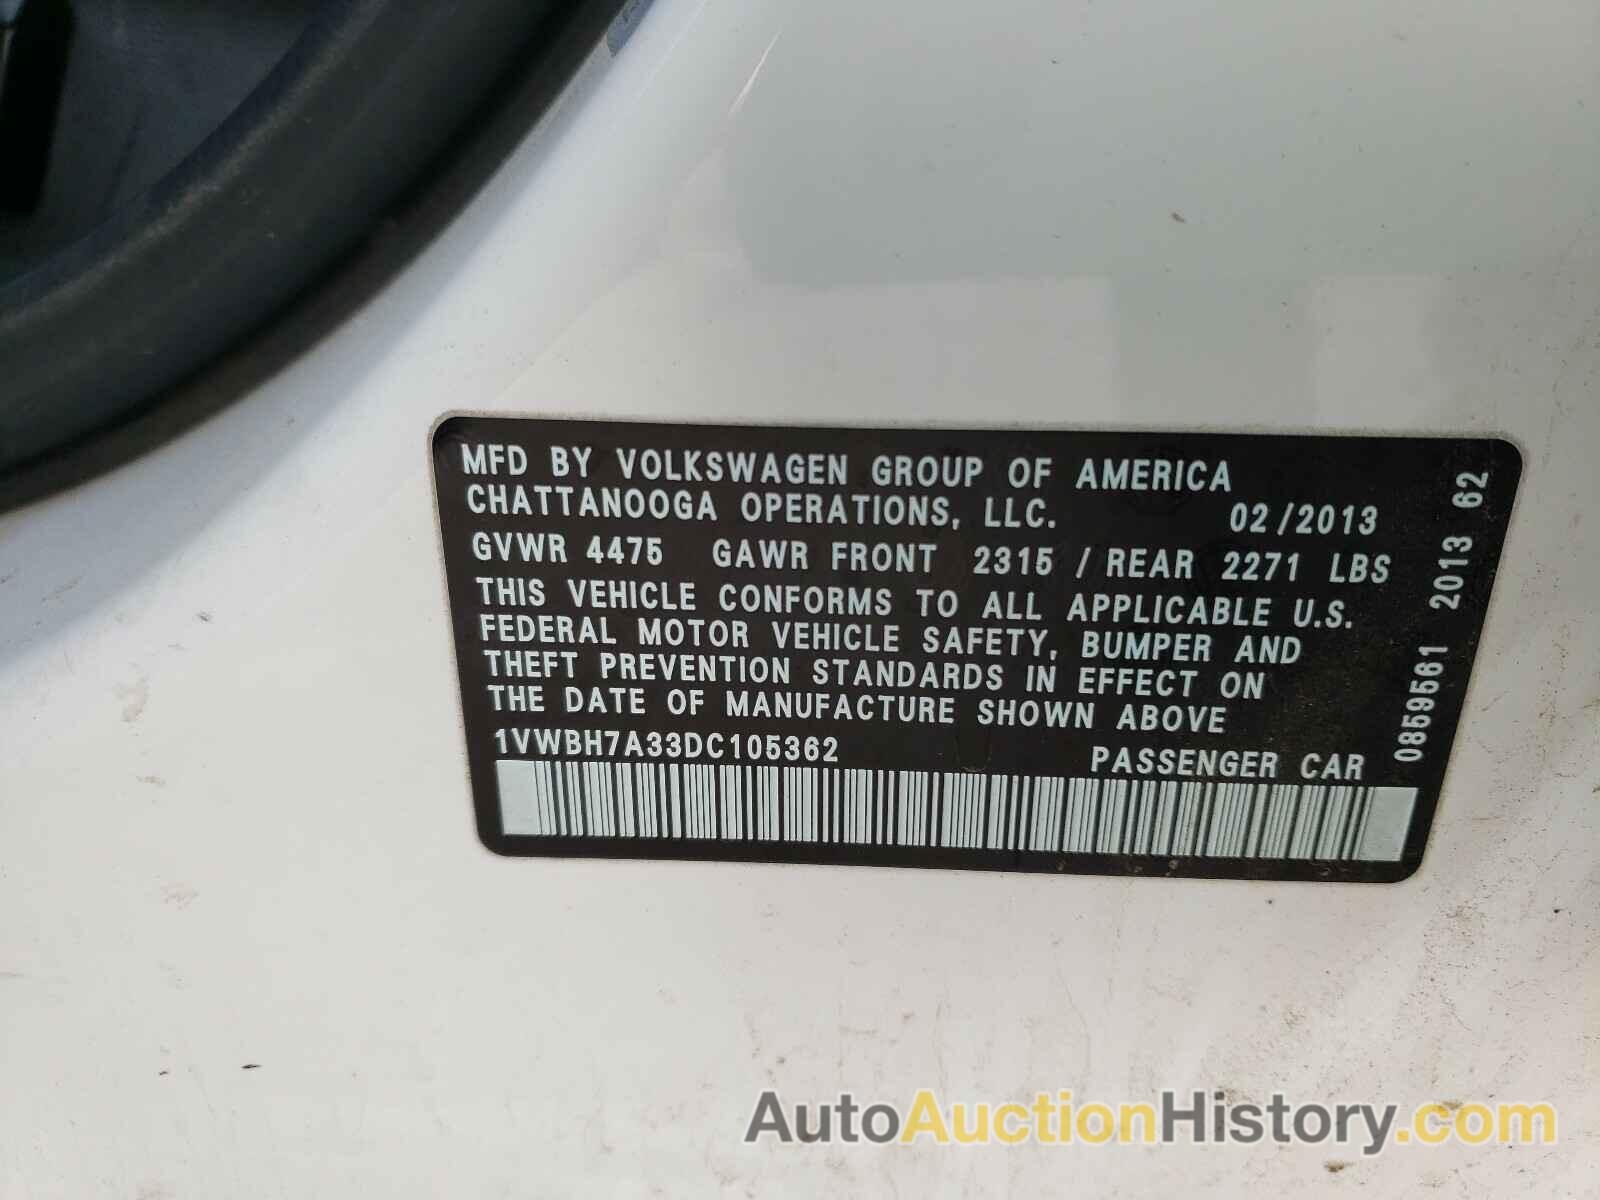 MFD BY VOLKSWAGEN GROUP OF AMERICA
CHATTANOOGA OPERATIONS, LLC. 02/2013
GVWR 4475 GAWR FRONT 2315 / REAR 2271 LBS
THIS VEHICLE CONFORMS TO ALL APPLICABLE U.S.
FEDERAL MOTOR VEHICLE SAFETY, BUMPER AND
THEFT PREVENTION STANDARDS IN EFFECT ON
THE DATE OF MANUFACTURE SHOWN ABOVE
1VWBH7A33DC105362 PASSENGER CAR
0859561 2013 62
AutoAuctionHistory.com